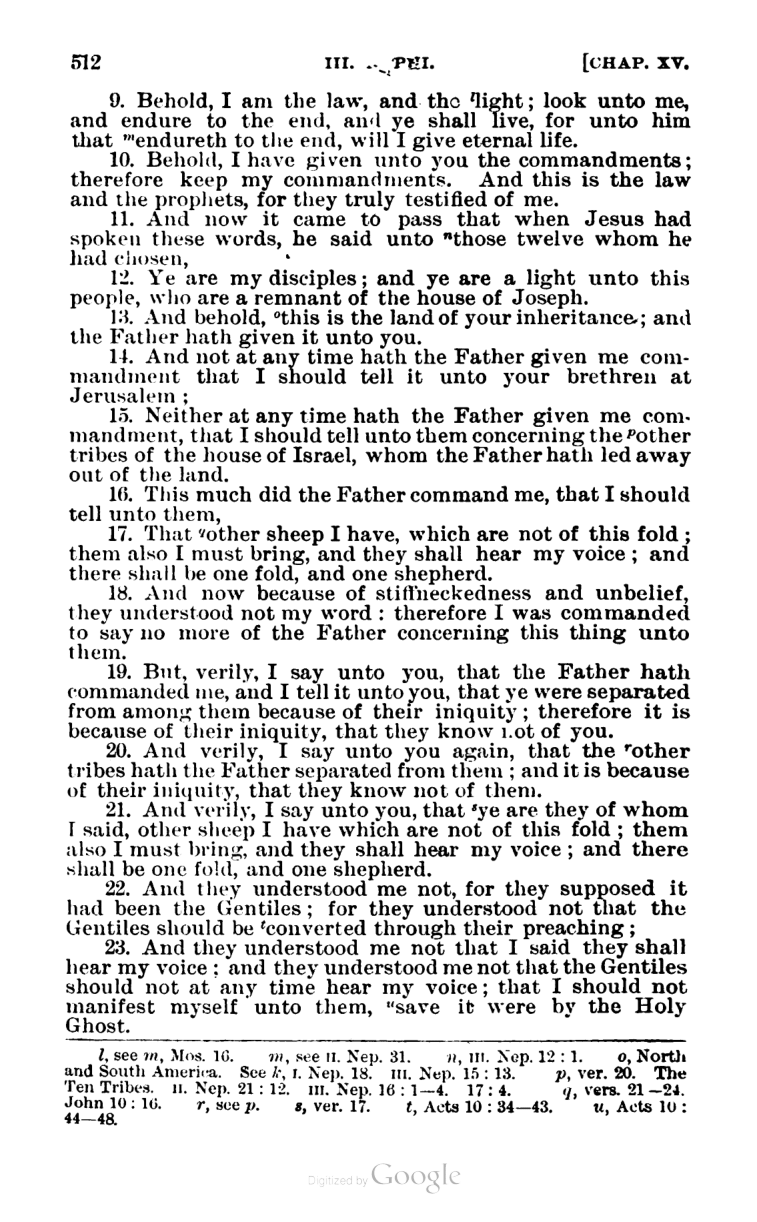 512 III. PHI. [CHAP. XV.
9. Behold, I am the law, and the ˡlight; look unto me,
and endure to the end, and ye shall live, for unto him
that ᵐendureth to the end, will I give eternal life.
10. Behold, I have given unto you the commandments;
therefore keep my commandments. And this is the law
and the prophets, for they truly testified of me.
11. And now it came to pass that when Jesus had
spoken these words, he said unto ⁿthose twelve whom he
had chosen,
12. Ye are my disciples; and ye are a light unto this
people, who are a remnant of the house of Joseph.
13. And behold, ᵒthis is the land of your inheritance; and
the Father hath given it unto you.
14. And not at any time hath the Father given me com-
mandment that I should tell it unto your brethren at
Jerusalem;
15. Neither at any time hath the Father given me com-
mandment, that I should tell unto them concerning the ᵖother
tribes of the house of Israel, whom the Father hath led away
out of the land.
16. This much did the Father command me, that I should
tell unto them,
17. That qother sheep I have, which are not of this fold;
them also I must bring, and they shall hear my voice; and
there shall be one fold, and one shepherd.
18. And now because of stiffneckedness and unbelief,
they understood not my word: therefore I was commanded
to say no more of the Father concerning this thing unto
them.
19. But, verily, I say unto you, that the Father hath
commanded me, and I tell it unto you, that ye were separated
from among them because of their iniquity; therefore it is
because of their iniquity, that they know not of you.
20. And verily, I say unto you again, that the ʳother
tribes hath the Father separated from them; and it is because
of their iniquity, that they know not of them.
21. And verily, I say unto you, that ˢye are they of whom
I said, other sheep I have which are not of this fold; them
also I must bring, and they shall hear my voice; and there
shall be one fold, and one shepherd.
22. And they understood me not, for they supposed it
had been the Gentiles; for they understood not that the
Gentiles should be ᵗconverted through their preaching;
23. And they understood me not that I said they shall
hear my voice; and they understood me not that the Gentiles
should not at any time hear my voice; that I should not
manifest myself unto them, ᵘsave it were by the Holy
Ghost.
l, see m, Mos. 16. m, see II. Nep. 31. n, III. Nep. 12:1. o, North
and South America. See k, I. Nep. 18. III. Nep. 15:13. p, ver. 20. The
Ten Tribes. II. Nep. 21:12. III. Nep. 16:1—4. 17:4. q, vers. 21—24.
John 10:16. r, see p. s, ver. 17. t, Acts 10:34—43. u, Acts 10:
44—48.
Digitized by Google